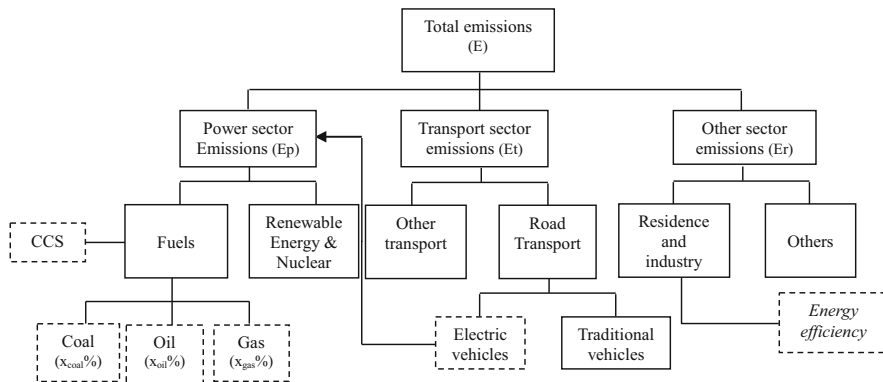 Total emissions
(E)
Power sector
Emissions (Ep)
Transport sector
emissions (Et)
Other sector
emissions (Er)
CCS
Fuels
Renewable
Energy &
Nuclear
Other
transport
Road
Transport
Residence
and
industry
Others
Coal
(xcoal%)
Oil
(xoil%)
Gas
(xgas%)
Electric
vehicles
Traditional
vehicles
Energy
efficiency